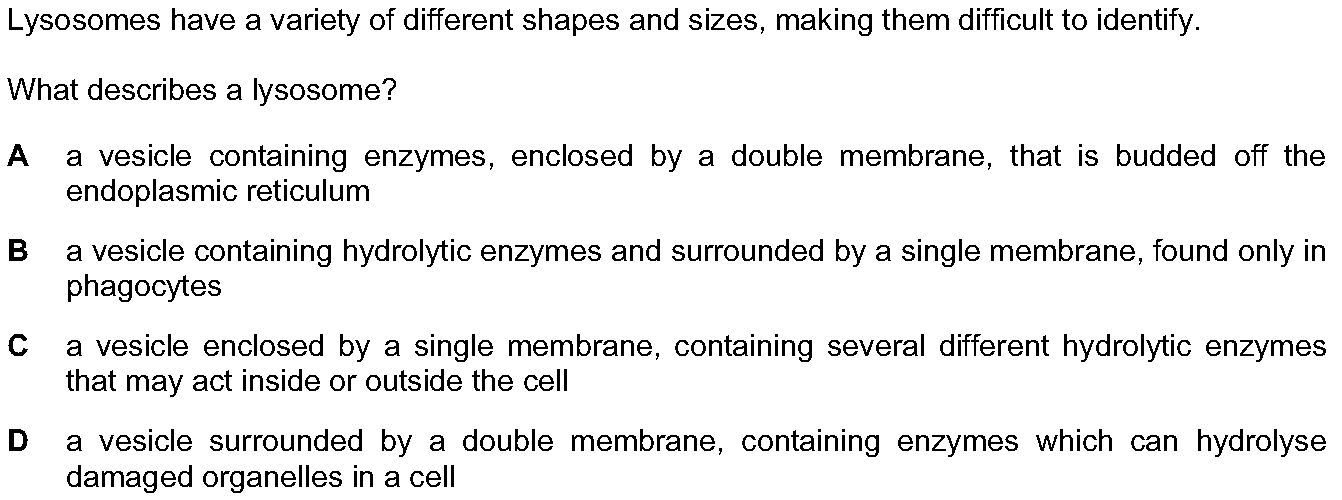 Lysosomes have a variety of different shapes and sizes, making them difficult to identify.
What describes a lysosome?
A a vesicle containing enzymes, enclosed by a double membrane, that is budded off the
endoplasmic reticulum
B a vesicle containing hydrolytic enzymes and surrounded by a single membrane, found only in
phagocytes
C a vesicle enclosed by a single membrane, containing several different hydrolytic enzymes
that may act inside or outside the cell
D a vesicle surrounded by a double membrane, containing enzymes which can hydrolyse
damaged organelles in a cell